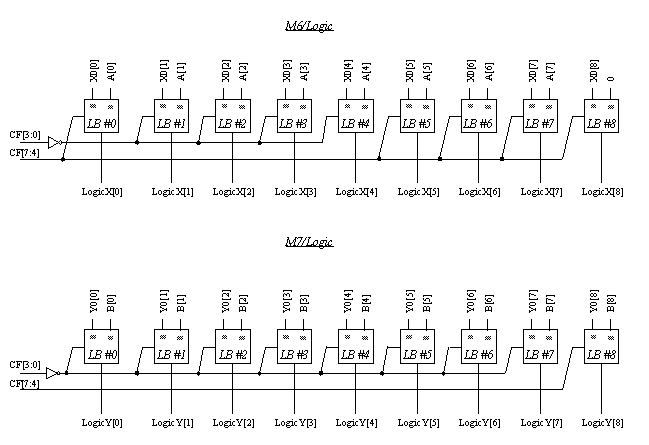 M6/Logic
X0[0] A[0] X0[1] A[1] X0[2] A[2] X0[3] A[3] X0[4] A[4] X0[5] A[5] X0[6] A[6] X0[7] A[7] X0[8] 0
LB #0 LB #1 LB #2 LB #3 LB #4 LB #5 LB #6 LB #7 LB #8
CF[3:0]
CF[7:4]
LogicX[0] LogicX[1] LogicX[2] LogicX[3] LogicX[4] LogicX[5] LogicX[6] LogicX[7] LogicX[8]
M7/Logic
Y0[0] B[0] Y0[1] B[1] Y0[2] B[2] Y0[3] B[3] Y0[4] B[4] Y0[5] B[5] Y0[6] B[6] Y0[7] B[7] Y0[8] B[8]
LB #0 LB #1 LB #2 LB #3 LB #4 LB #5 LB #6 LB #7 LB #8
CF[3:0]
CF[7:4]
LogicY[0] LogicY[1] LogicY[2] LogicY[3] LogicY[4] LogicY[5] LogicY[6] LogicY[7] LogicY[8]